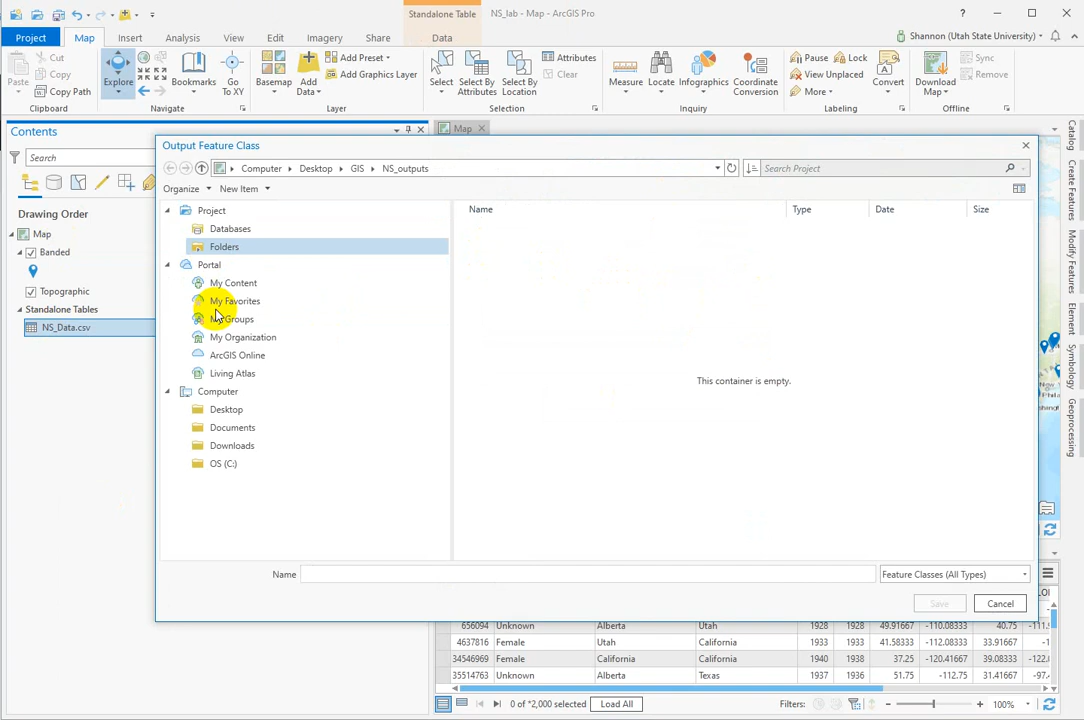 Standalone Table
NS_lab - Map - ArcGIS Pro
?
Project
Map
Insert
Analysis
View
Edit
Imagery
Share
Data
Shannon (Utah State University)
Paste
Cut
Copy
Copy Path
Clipboard
Explore
Bookmarks
Go
To XY
Navigate
Basemap
Add
Data
Add Preset
Add Graphics Layer
Layer
Select
Select By
Attributes
Select By
Location
Attributes
Clear
Selection
Measure
Locate
Infographics
Coordinate
Conversion
Inquiry
Pause
Lock
View Unplaced
More
Convert
Labeling
Download
Map
Sync
Remove
Offline
Contents
Search
Drawing Order
Map
Banded
Topographic
Standalone Tables
NS_Data.csv
Map
Output Feature Class
Computer
Desktop
GIS
NS_outputs
Search Project
Organize
New Item
Project
Databases
Folders
Portal
My Content
My Favorites
My Groups
My Organization
ArcGIS Online
Living Atlas
Computer
Desktop
Documents
Downloads
OS (C:)
Name
Type
Date
Size
This container is empty.
Name
Feature Classes (All Types)
Save
Cancel
Catalog
Create Features
Modify Features
Element
Symbology
Geoprocessing
656094 Unknown Alberta Utah 1928 1928 49.91667 -110.08333 40.75 -111.
4637814 Female Utah California 1933 1933 41.58333 -112.08333 33.91667 -1
34546969 Female California California 1940 1938 37.25 -120.41667 39.08333 -122.
35514763 Unknown Alberta Texas 1937 1936 51.75 -112.75 31.41667 -97.
0 of *2,000 selected
Load All
Filters:
100%